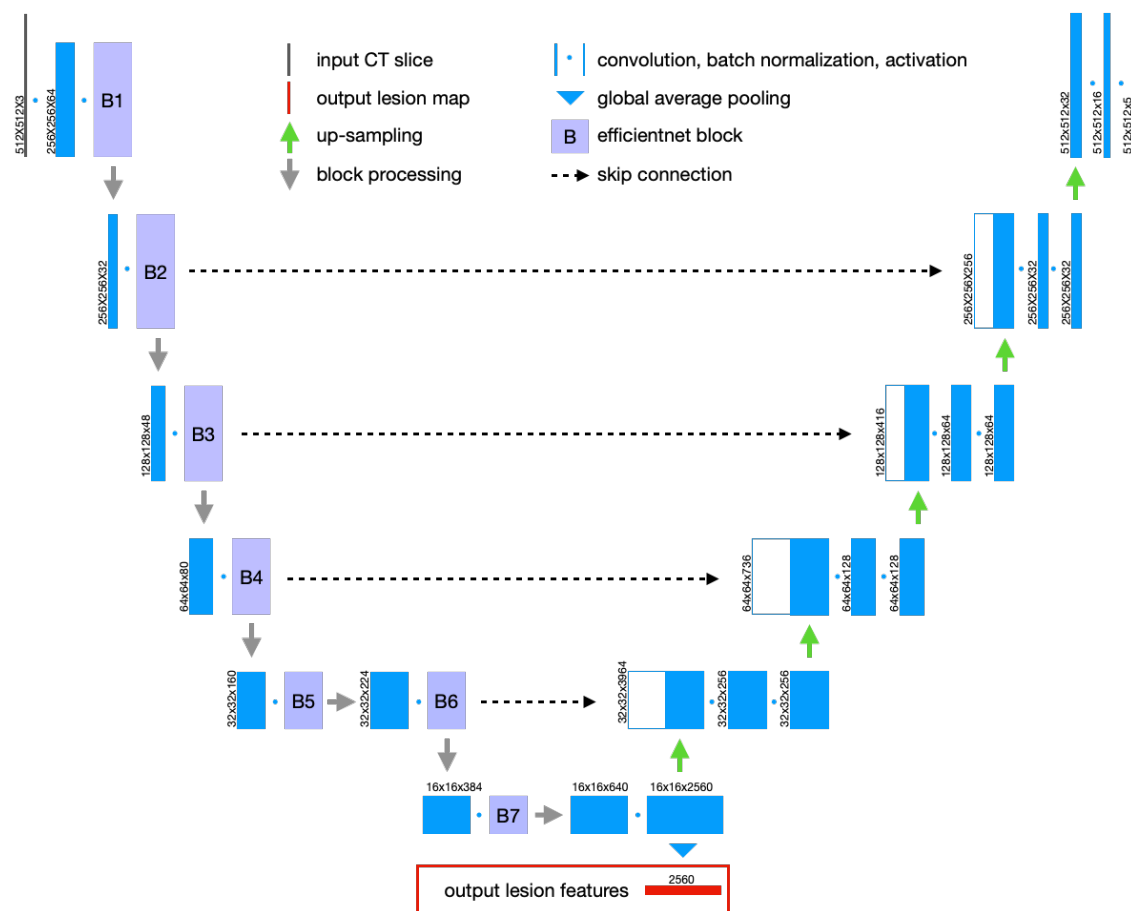 input CT slice
output lesion map
up-sampling
block processing
convolution, batch normalization, activation
global average pooling
B
efficientnet block
skip connection
512X512X3
256X256X64
B1
512x512x32
512x512x16
512x512x5
256X256X32
B2
256X256X256
256X256X32
256X256X32
128x128x48
B3
128x128x416
128x128x64
128x128x64
64x64x80
B4
64x64x736
64x64x128
64x64x128
32x32x160
B5
32x32x224
B6
32x32x3964
32x32x256
32x32x256
16x16x384
B7
16x16x640
16x16x2560
output lesion features
2560